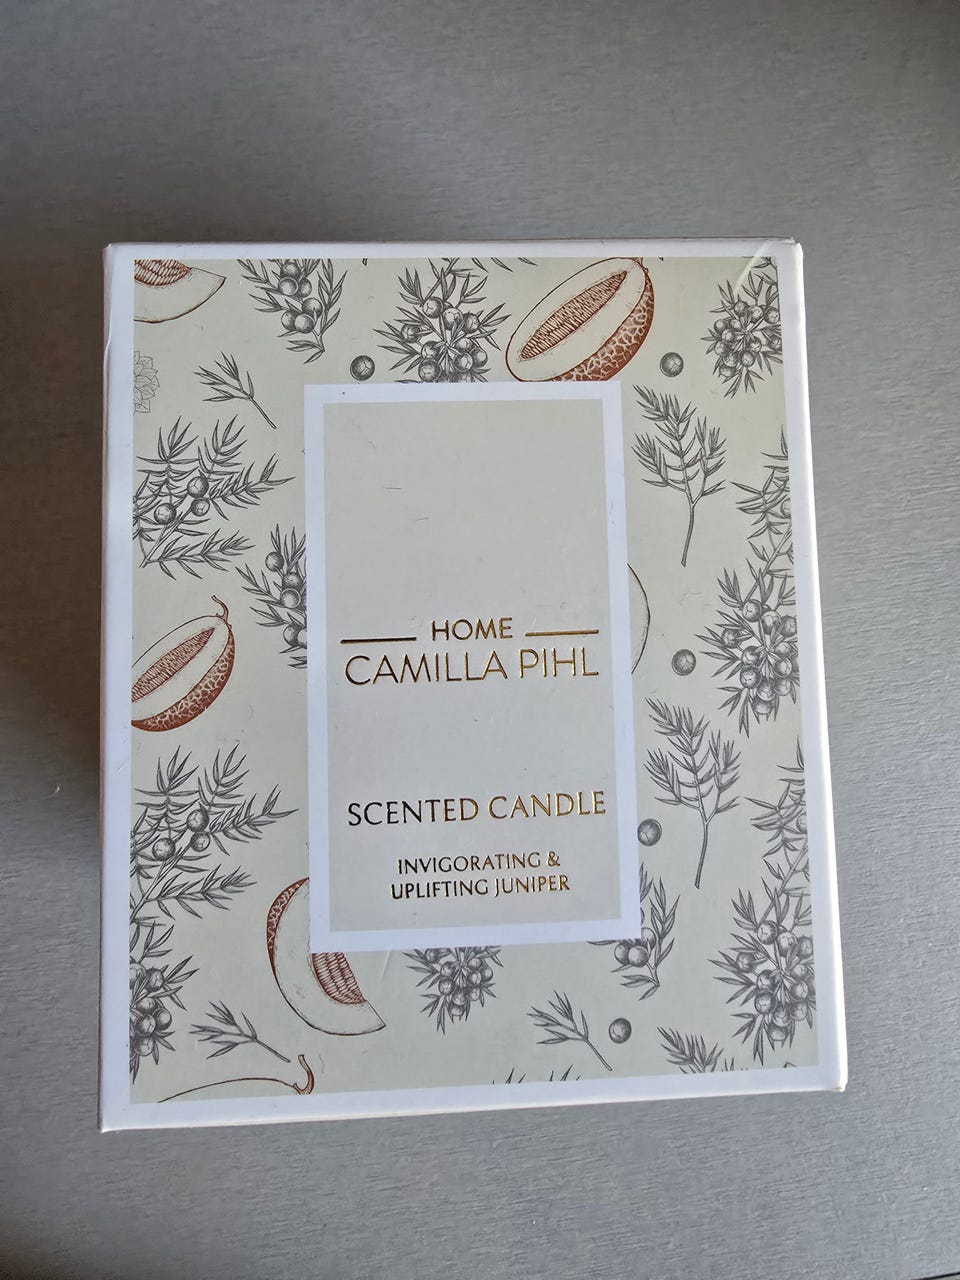 HOME
CAMILLA PIHL
SCENTED CANDLE
INVIGORATING &
UPLIFTING JUNIPER